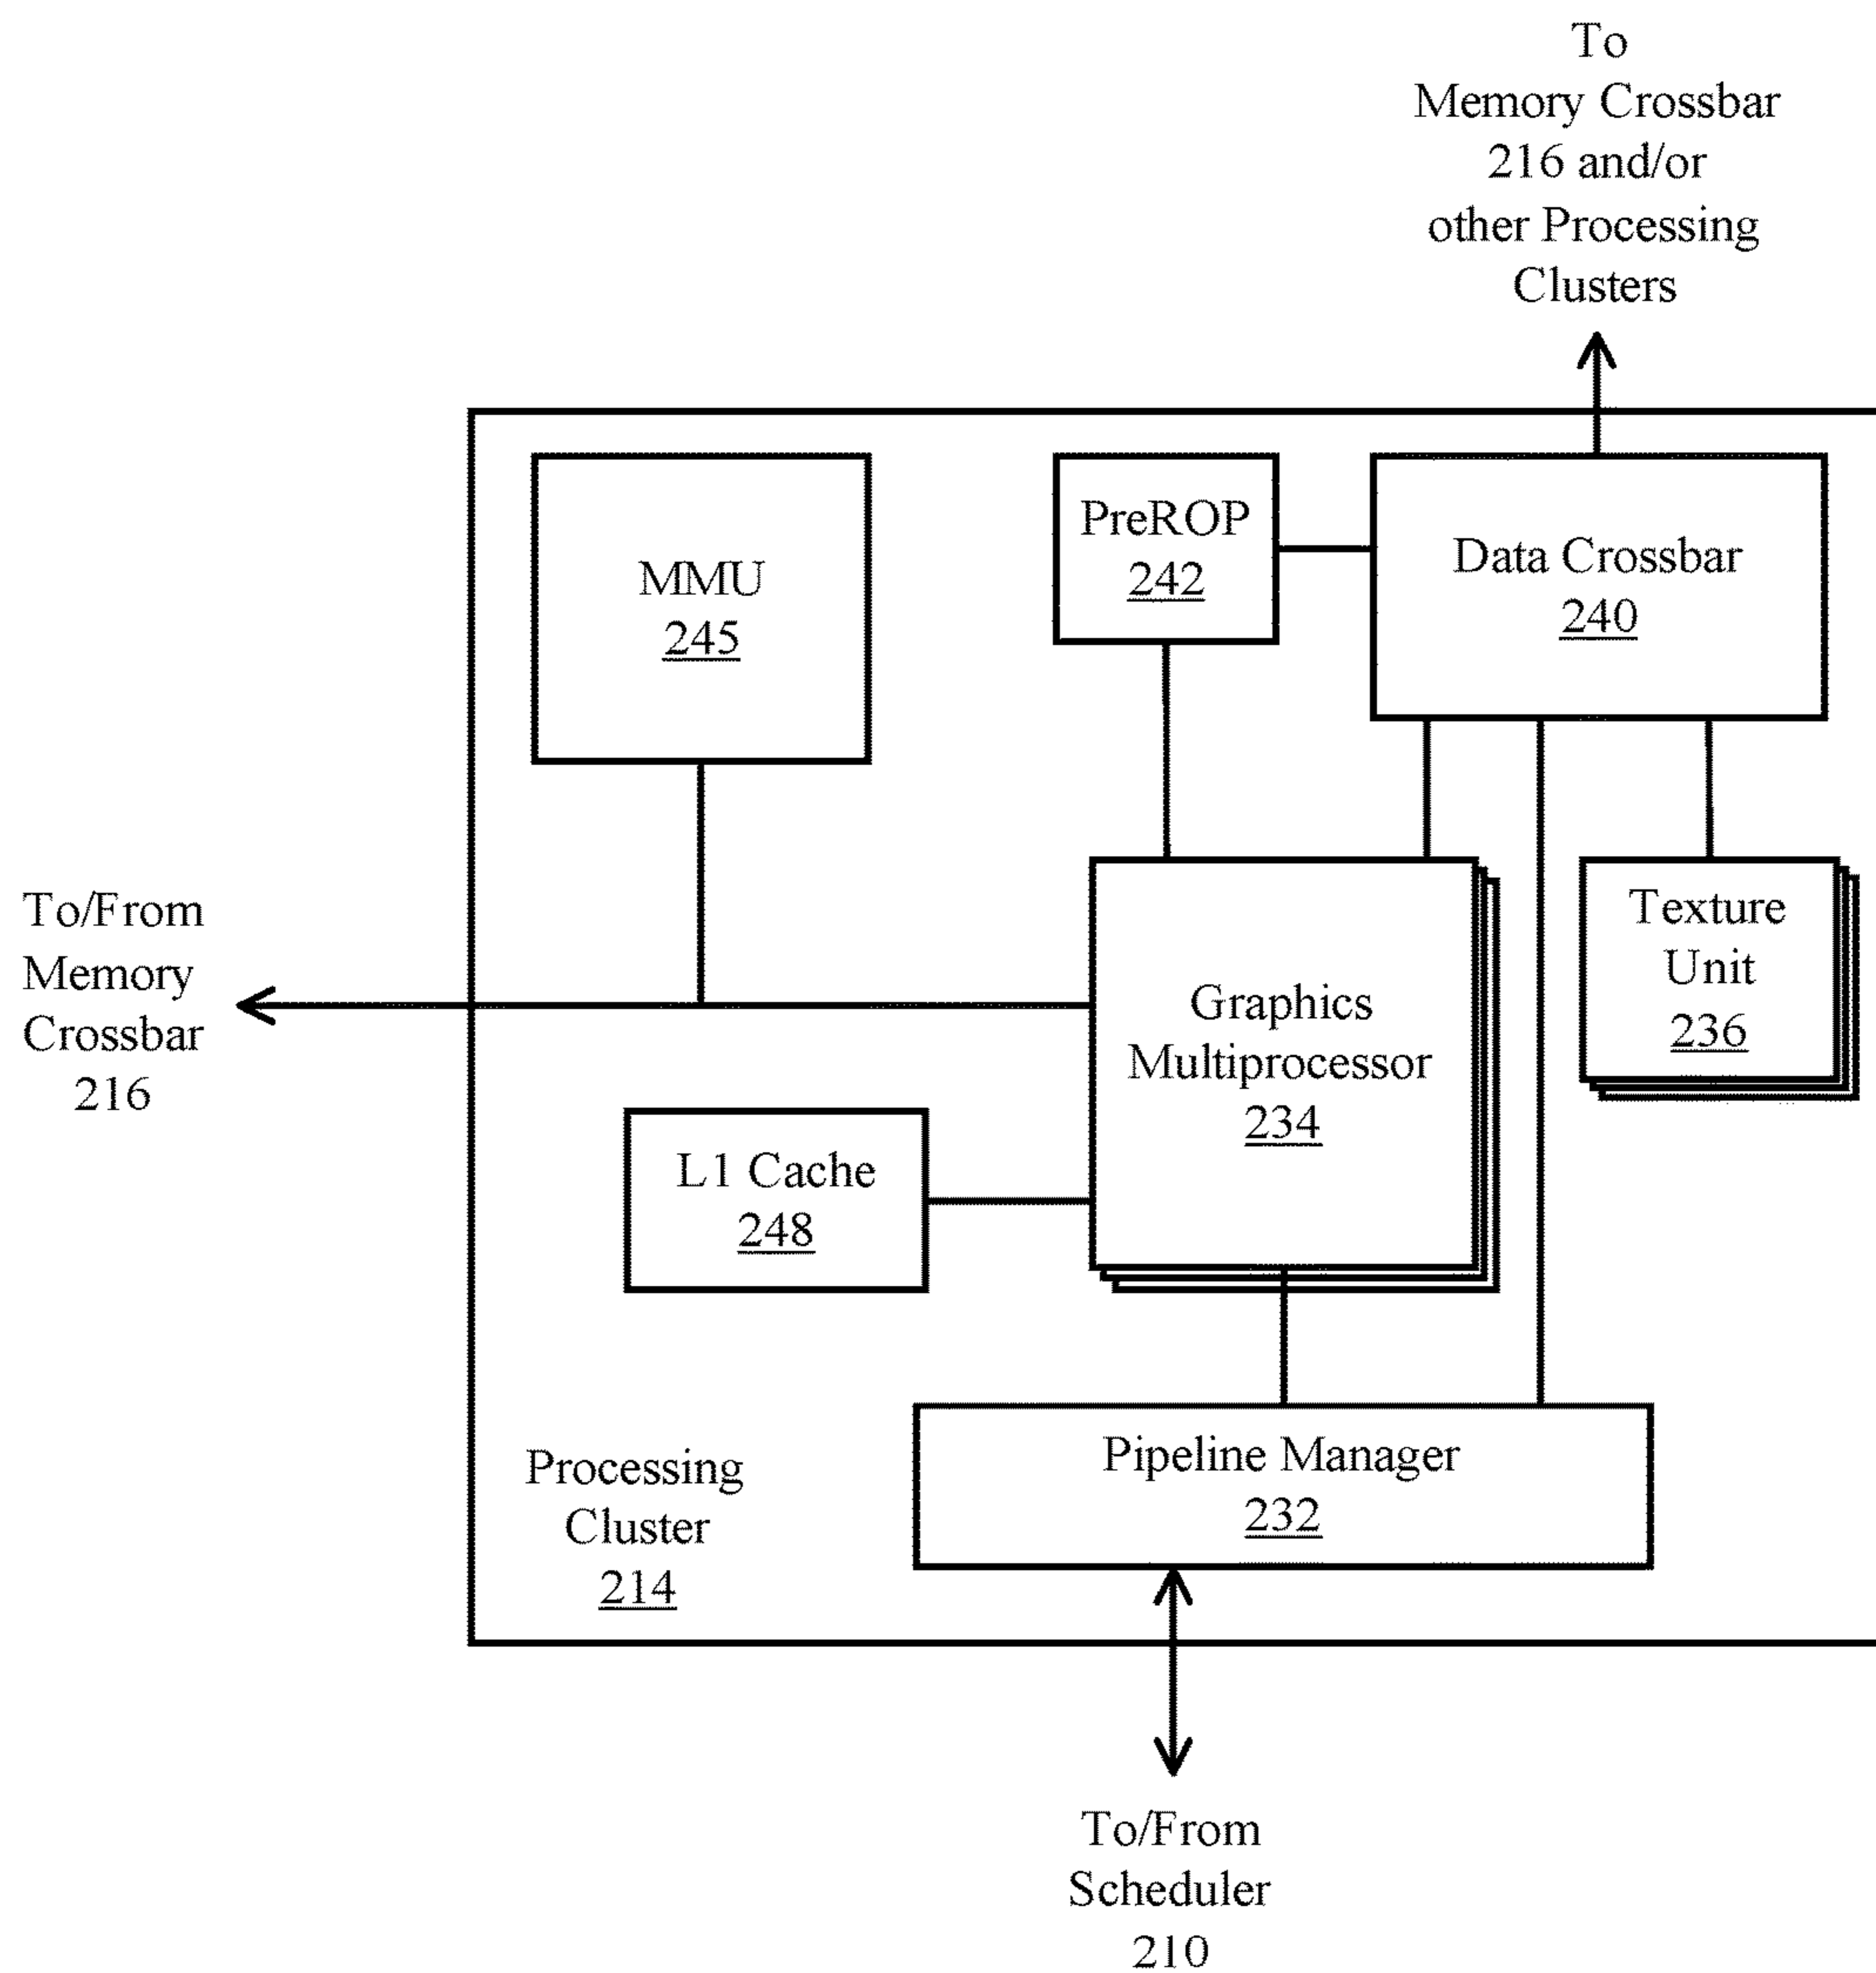 To
Memory Crossbar
216 and/or
other Processing
Clusters
MMU
245
PreROP
242
Data Crossbar
240
To/From
Memory
Crossbar
216
Graphics
Multiprocessor
234
Texture
Unit
236
L1 Cache
248
Pipeline Manager
232
Processing
Cluster
214
To/From
Scheduler
210